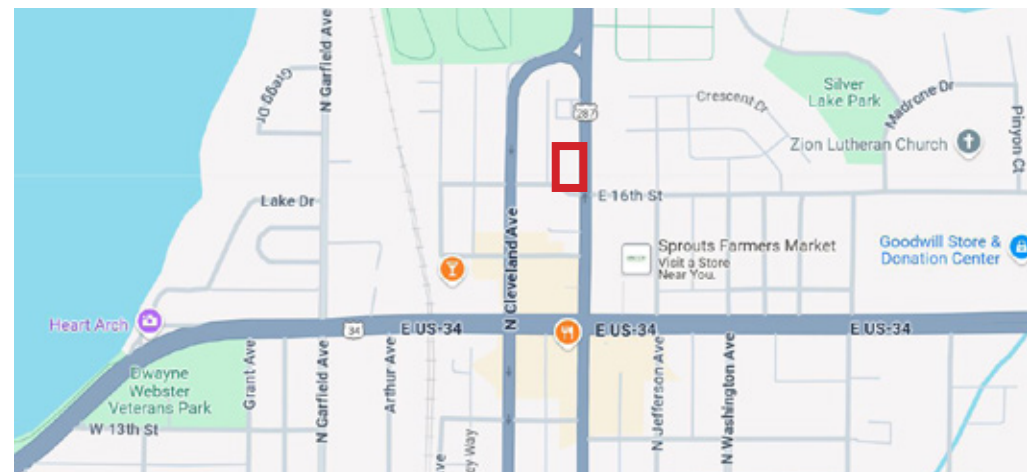 N Garfield Ave
Gregg Dr
287
Crescent Dr
Silver
Lake Park
Madrone Dr
Pinyon Ct
Zion Lutheran Church
Lake Dr
E 16th St
N Cleveland Ave
Sprouts Farmers Market
Visit a Store
Near You.
Goodwill Store &
Donation Center
Heart Arch
34
E US-34
E US-34
E US-34
Dwayne
Webster
Veterans Park
W 13th St
Grant Ave
N Garfield Ave
Arthur Ave
N Jefferson Ave
N Washington Ave
ve
ey Way